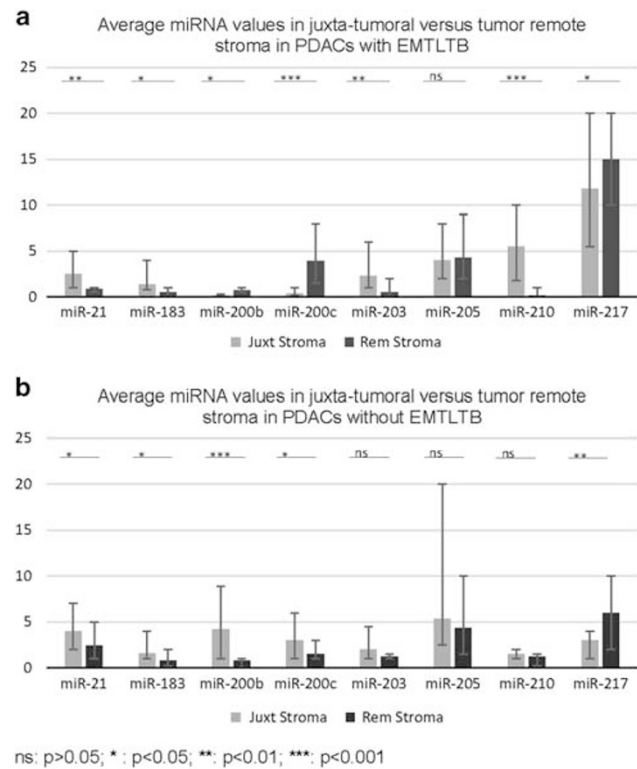 a
Average miRNA values in juxta-tumoral versus tumor remote
stroma in PDACs with EMTLTB
25
** * * *** ** ns *** *
20
15
10
5
0
miR-21 miR-183 miR-200b miR-200c miR-203 miR-205 miR-210 miR-217
Juxt Stroma Rem Stroma
b
Average miRNA values in juxta-tumoral versus tumor remote
stroma in PDACs without EMTLTB
25
* * *** * ns ns ns **
20
15
10
5
0
miR-21 miR-183 miR-200b miR-200c miR-203 miR-205 miR-210 miR-217
Juxt Stroma Rem Stroma
ns: p>0.05; * : p<0.05; **: p<0.01; ***: p<0.001